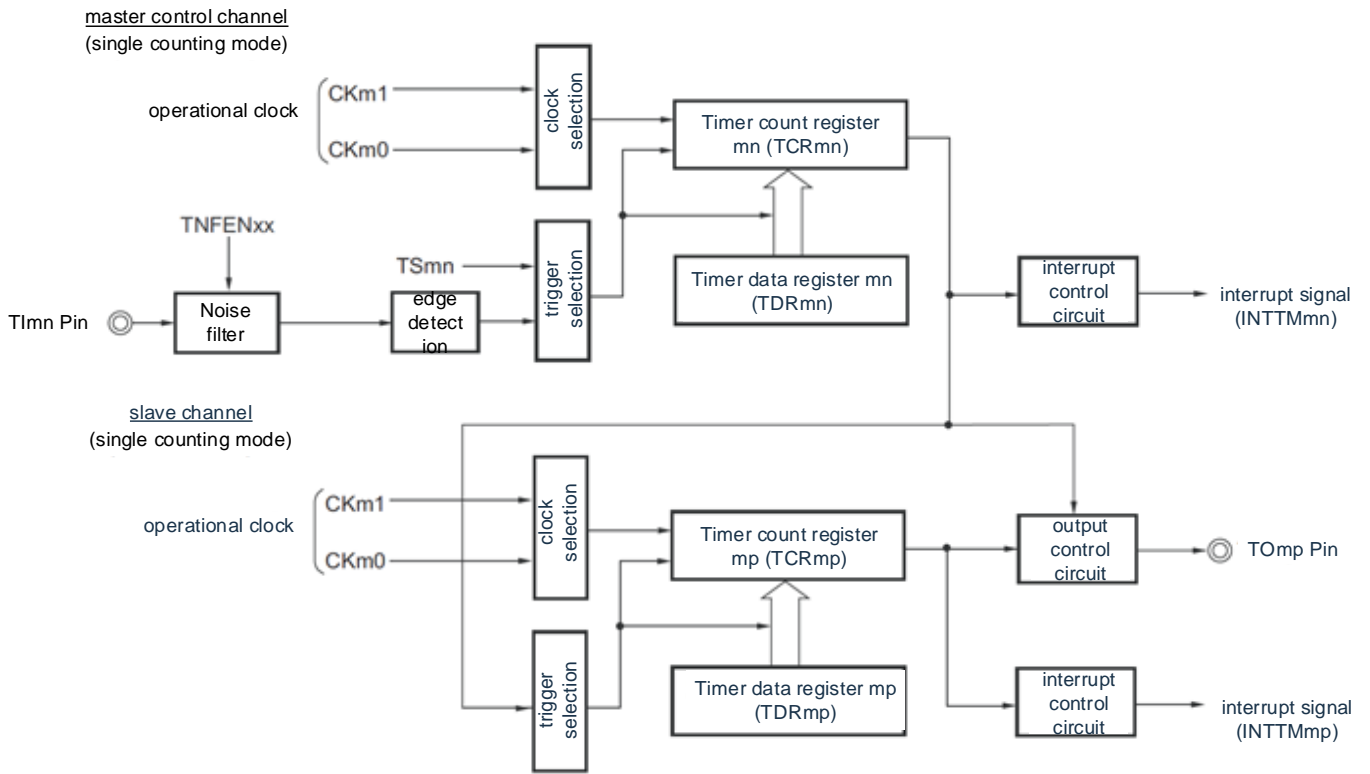 master control channel
(single counting mode)
operational clock
CKm1
CKm0
clock
selection
Timer count register
mn (TCRmn)
TNFENxx
TSmn
TImn Pin
Noise
filter
edge
detect
ion
trigger
selection
Timer data register mn
(TDRmn)
interrupt
control
circuit
interrupt signal
(INTTMmn)
slave channel
(single counting mode)
operational clock
CKm1
CKm0
clock
selection
Timer count register
mp (TCRmp)
output
control
circuit
TOmp Pin
trigger
selection
Timer data register mp
(TDRmp)
interrupt
control
circuit
interrupt signal
(INTTMmp)